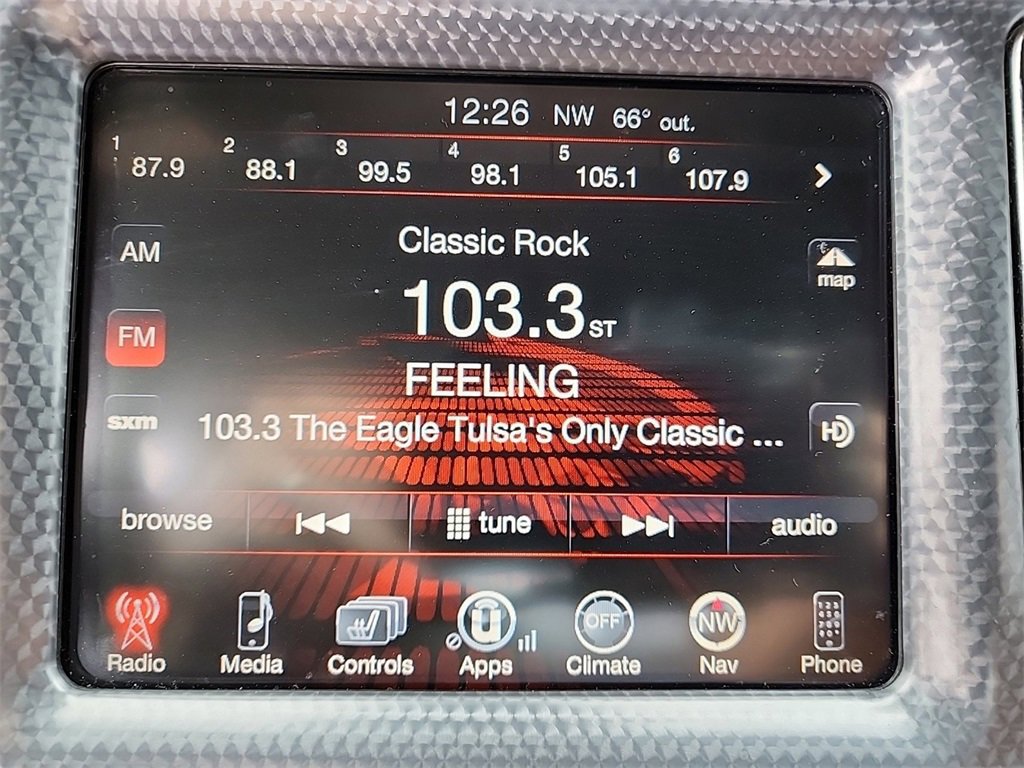 12:26 NW 66° out.
1 2 3 4 5 6
87.9 88.1 99.5 98.1 105.1 107.9
AM
Classic Rock
map
103.3 ST
FM
FEELING
sxm
103.3 The Eagle Tulsa's Only Classic ...
HD
browse tune audio
OFF NW
Radio Media Controls Apps Climate Nav Phone